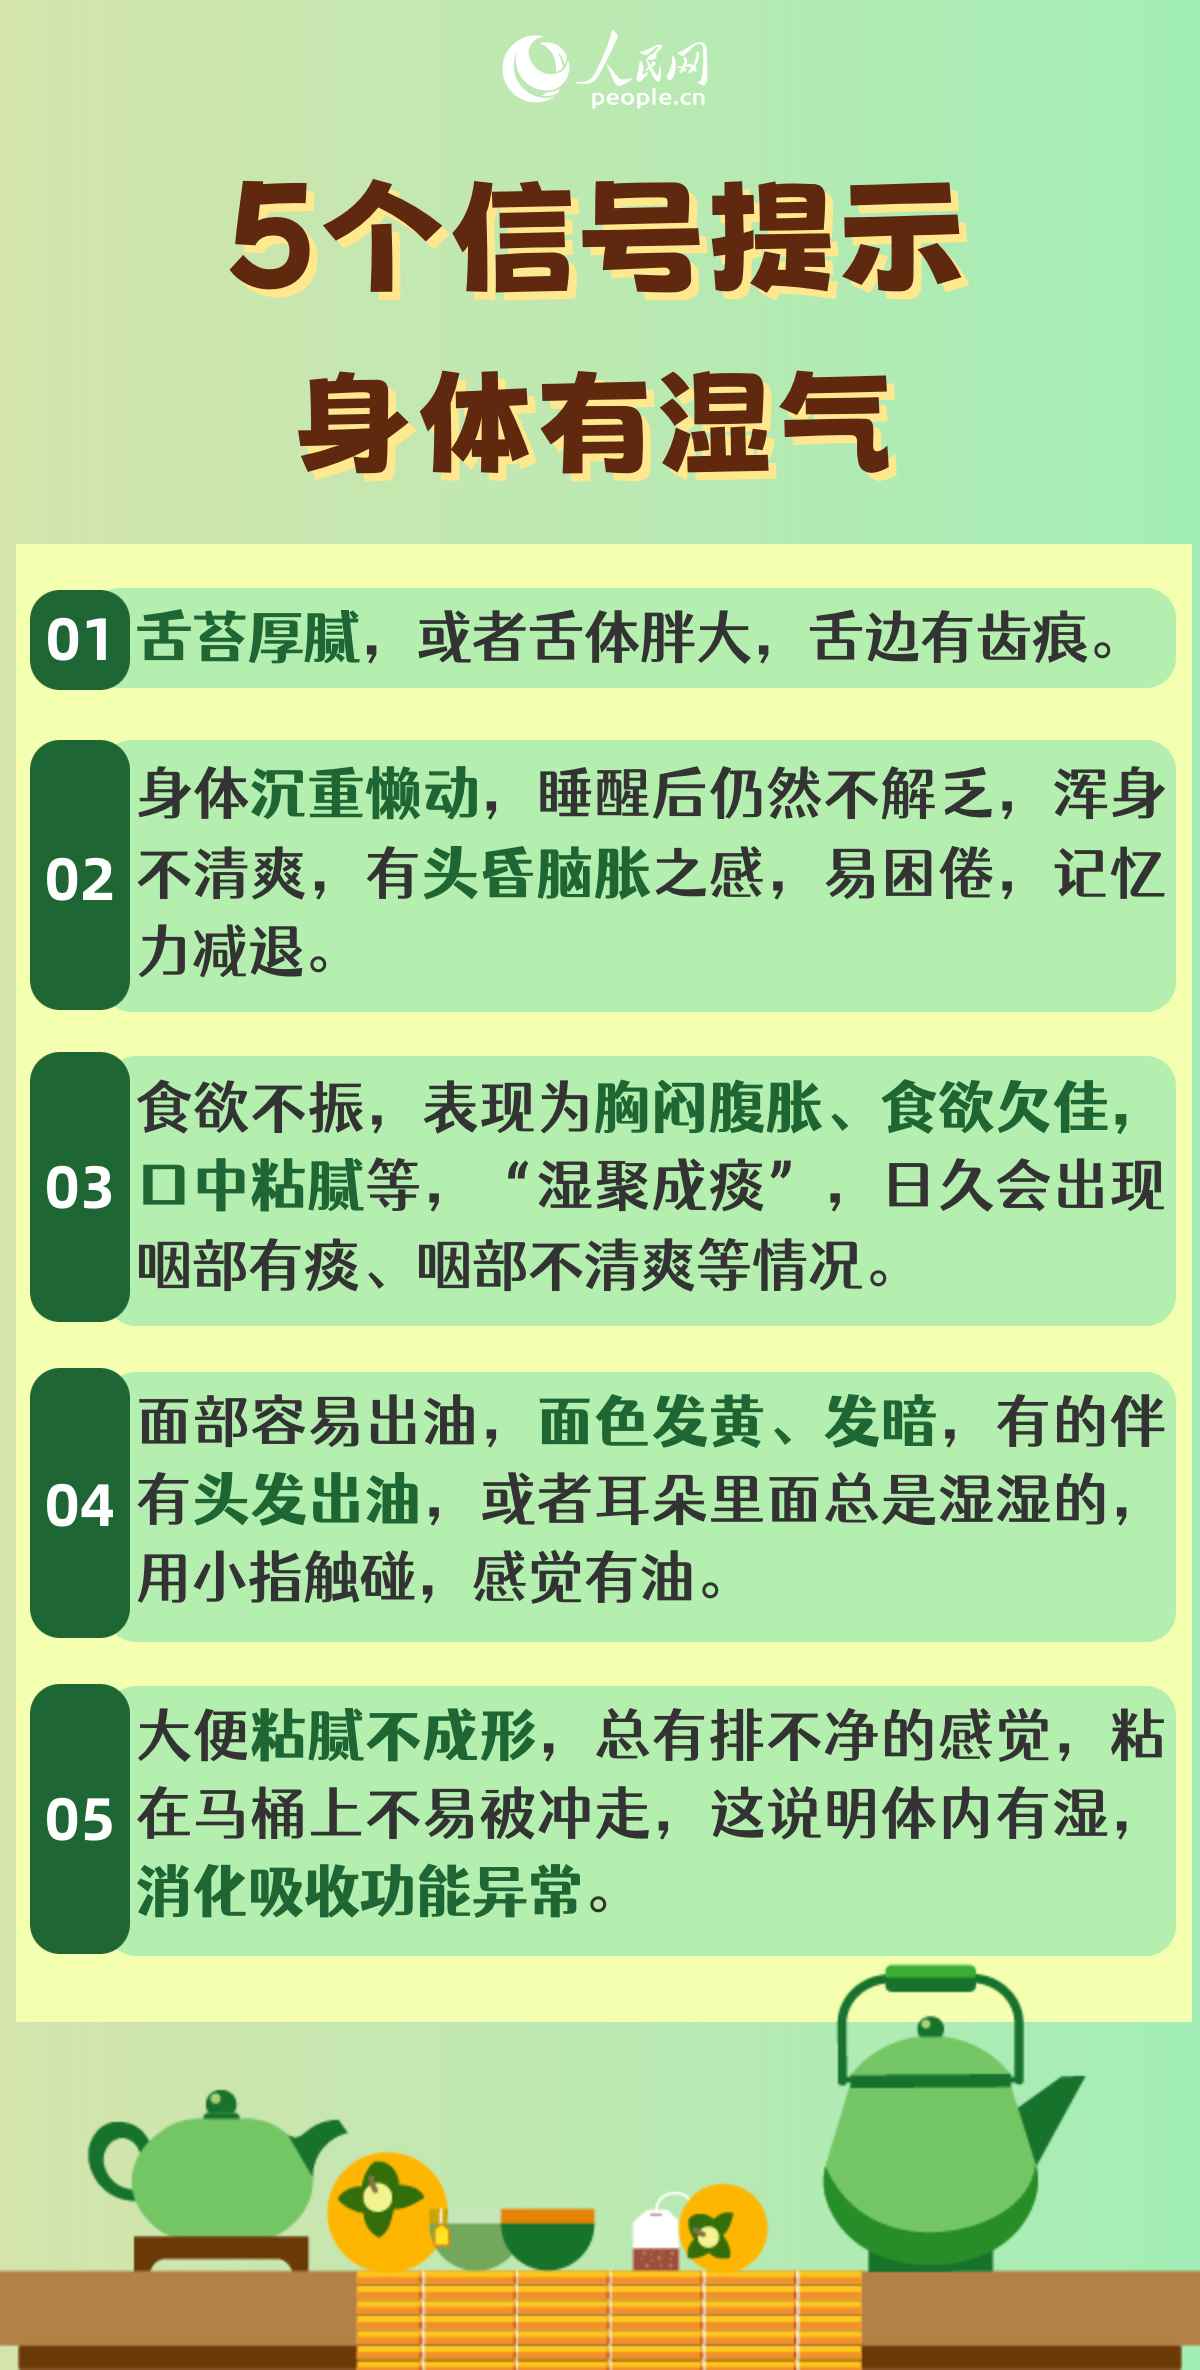 人民网
people.cn
5个信号提示
身体有湿气
01
舌苔厚腻，或者舌体胖大，舌边有齿痕。
02
身体沉重懒动，睡醒后仍然不解乏，浑身
不清爽，有头昏脑胀之感，易困倦，记忆
力减退。
03
食欲不振，表现为胸闷腹胀、食欲欠佳，
口中粘腻等，“湿聚成痰”，日久会出现
咽部有痰、咽部不清爽等情况。
04
面部容易出油，面色发黄、发暗，有的伴
有头发出油，或者耳朵里面总是湿湿的，
用小指触碰，感觉有油。
05
大便粘腻不成形，总有排不净的感觉，粘
在马桶上不易被冲走，这说明体内有湿，
消化吸收功能异常。